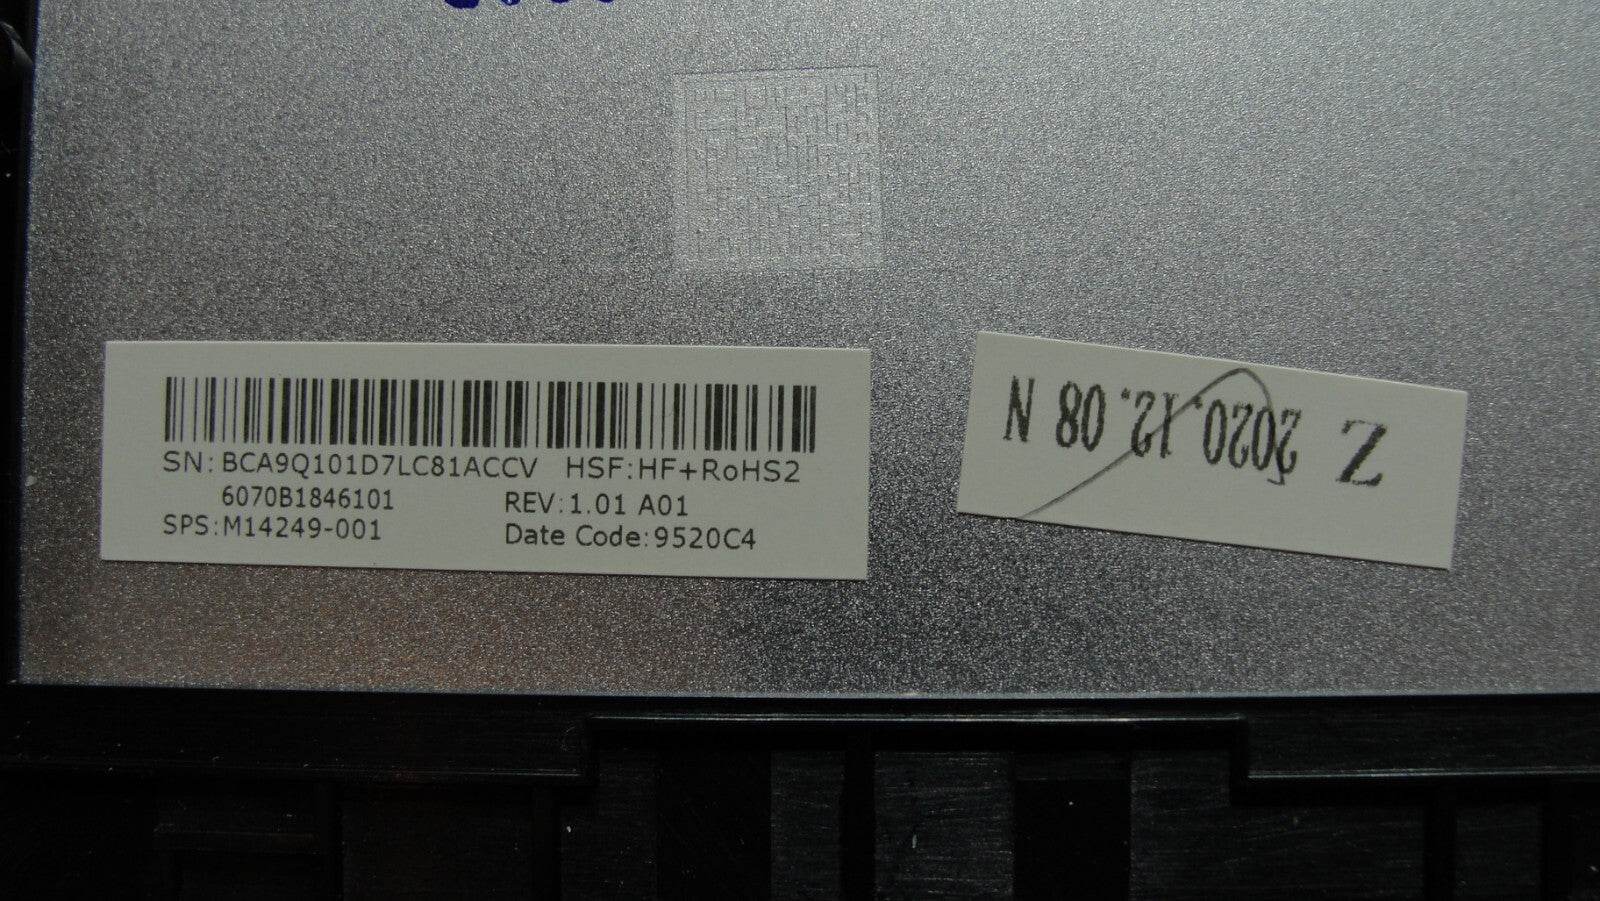 SN: BCA9Q101D7LC81ACCV HSF:HF+RoHS2
6070B1846101 REV:1.01 A01
SPS:M14249-001 Date Code:9520C4
Z 2020.12.08 N